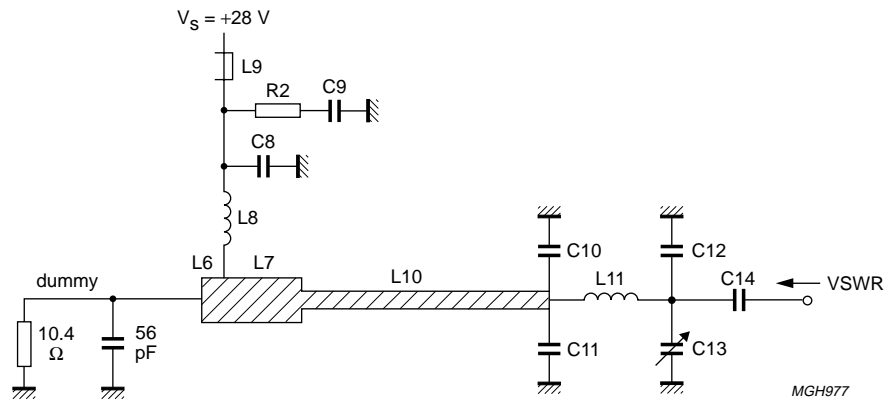 V_S = +28 V
L9
R2
C9
C8
L8
L6
L7
L10
C10
C12
L11
C14
VSWR
dummy
10.4
Ω
56
pF
C11
C13
MGH977